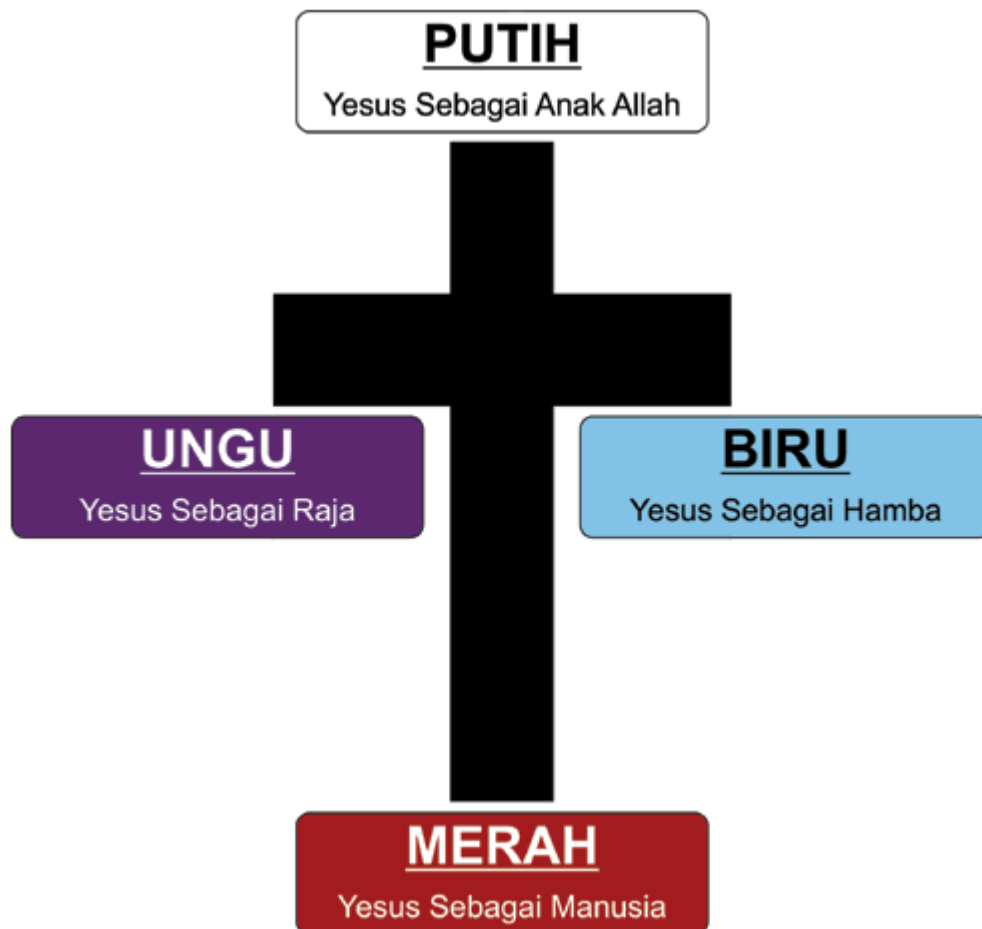 PUTIH
Yesus Sebagai Anak Allah
UNGU
Yesus Sebagai Raja
BIRU
Yesus Sebagai Hamba
MERAH
Yesus Sebagai Manusia